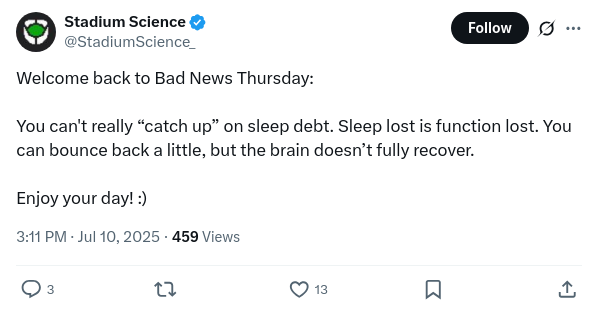 Stadium Science
@StadiumScience_
Follow
Welcome back to Bad News Thursday:
You can't really “catch up” on sleep debt. Sleep lost is function lost. You
can bounce back a little, but the brain doesn’t fully recover.
Enjoy your day! :)
3:11 PM · Jul 10, 2025 · 459 Views
3
13